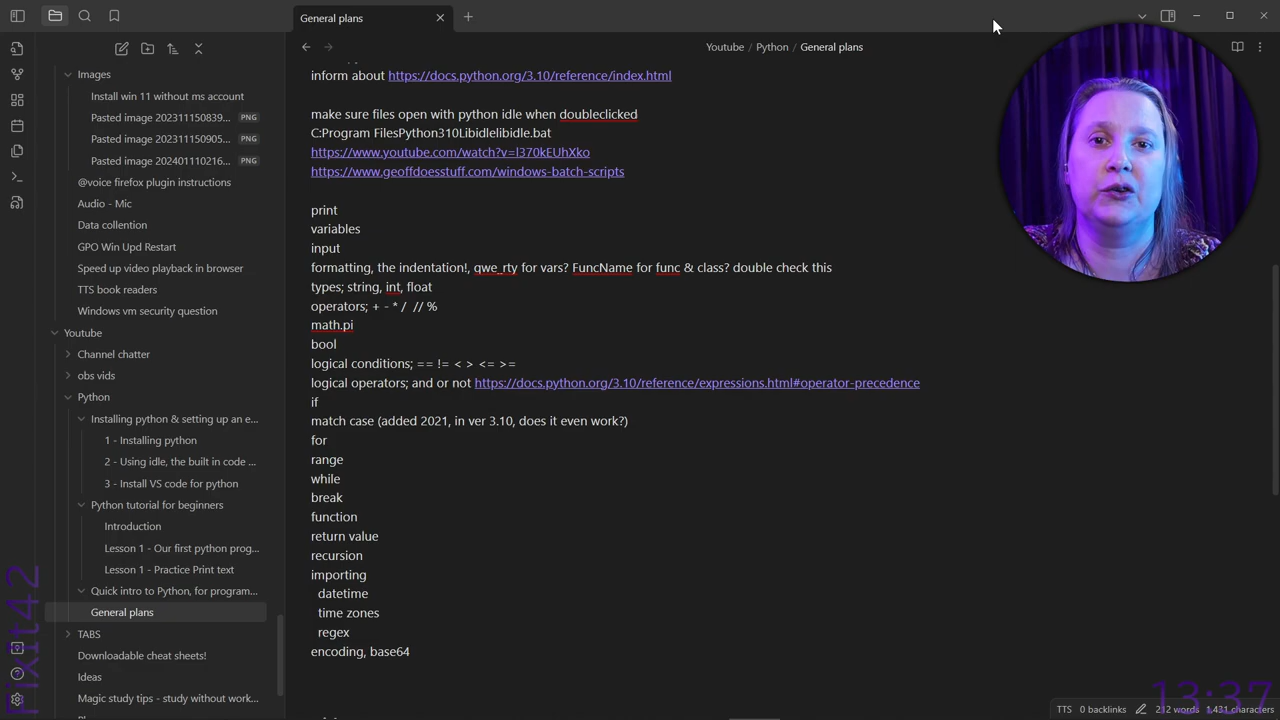 General plans
Youtube / Python / General plans
Images
Install win 11 without ms account
Pasted image 202311150839... PNG
Pasted image 202311150905... PNG
Pasted image 202401110216... PNG
@voice firefox plugin instructions
Audio - Mic
Data collention
GPO Win Upd Restart
Speed up video playback in browser
TTS book readers
Windows vm security question
Youtube
Channel chatter
obs vids
Python
Installing python & setting up an e...
1 - Installing python
2 - Using idle, the built in code ...
3 - Install VS code for python
Python tutorial for beginners
Introduction
Lesson 1 - Our first python prog...
Lesson 1 - Practice Print text
Quick intro to Python, for program...
General plans
TABS
Downloadable cheat sheets!
Ideas
Magic study tips - study without work...
inform about https://docs.python.org/3.10/reference/index.html
make sure files open with python idle when doubleclicked
C:Program FilesPython310Libidlelibidle.bat
https://www.youtube.com/watch?v=l370kEUhXko
https://www.geoffdoesstuff.com/windows-batch-scripts
print
variables
input
formatting, the indentation!, qwe_rty for vars? FuncName for func & class? double check this
types; string, int, float
operators; + - * / // %
math.pi
bool
logical conditions; == != < > <= >=
logical operators; and or not https://docs.python.org/3.10/reference/expressions.html#operator-precedence
if
match case (added 2021, in ver 3.10, does it even work?)
for
range
while
break
function
return value
recursion
importing
datetime
time zones
regex
encoding, base64
Fixit42
13:37
TTS 0 backlinks 212 words 1,431 characters